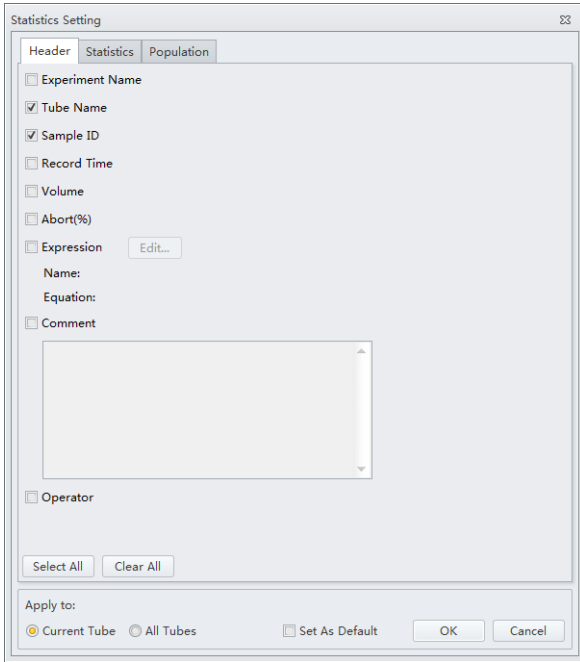 Statistics Setting
Header Statistics Population
Experiment Name
Tube Name
Sample ID
Record Time
Volume
Abort(%)
Expression Edit...
Name:
Equation:
Comment
Operator
Select All Clear All
Apply to:
Current Tube All Tubes Set As Default OK Cancel